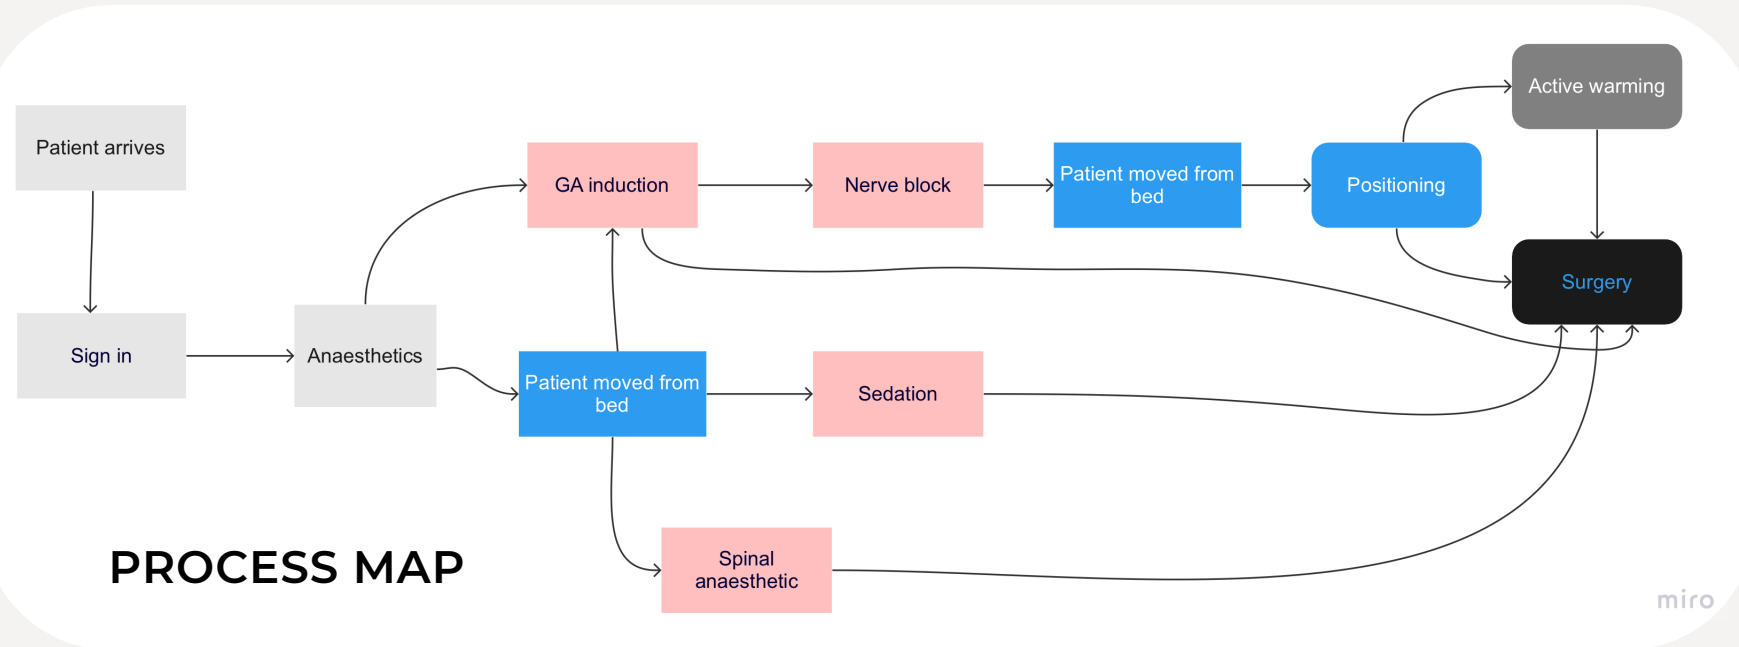 Active warming
Patient arrives
GA induction
Nerve block
Patient moved from
bed
Positioning
Surgery
Sign in
Anaesthetics
Patient moved from
bed
Sedation
PROCESS MAP
Spinal
anaesthetic
miro